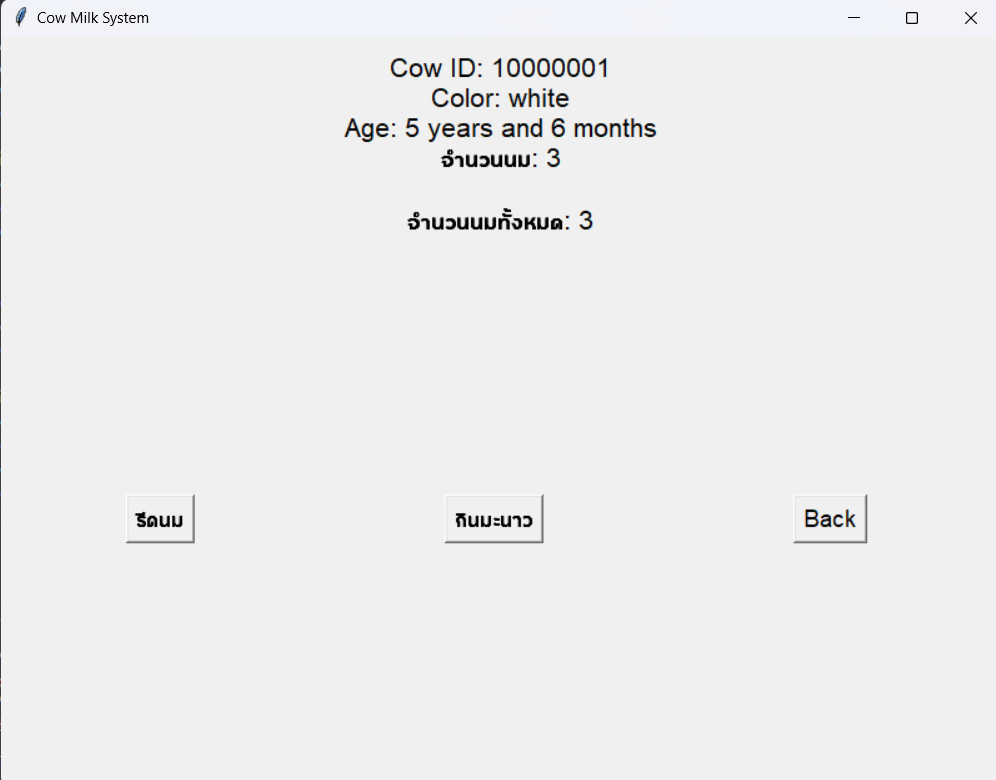 Cow Milk System
Cow ID: 10000001
Color: white
Age: 5 years and 6 months
จำนวนนม: 3
จำนวนนมทั้งหมด: 3
รีดนม
กินมะนาว
Back